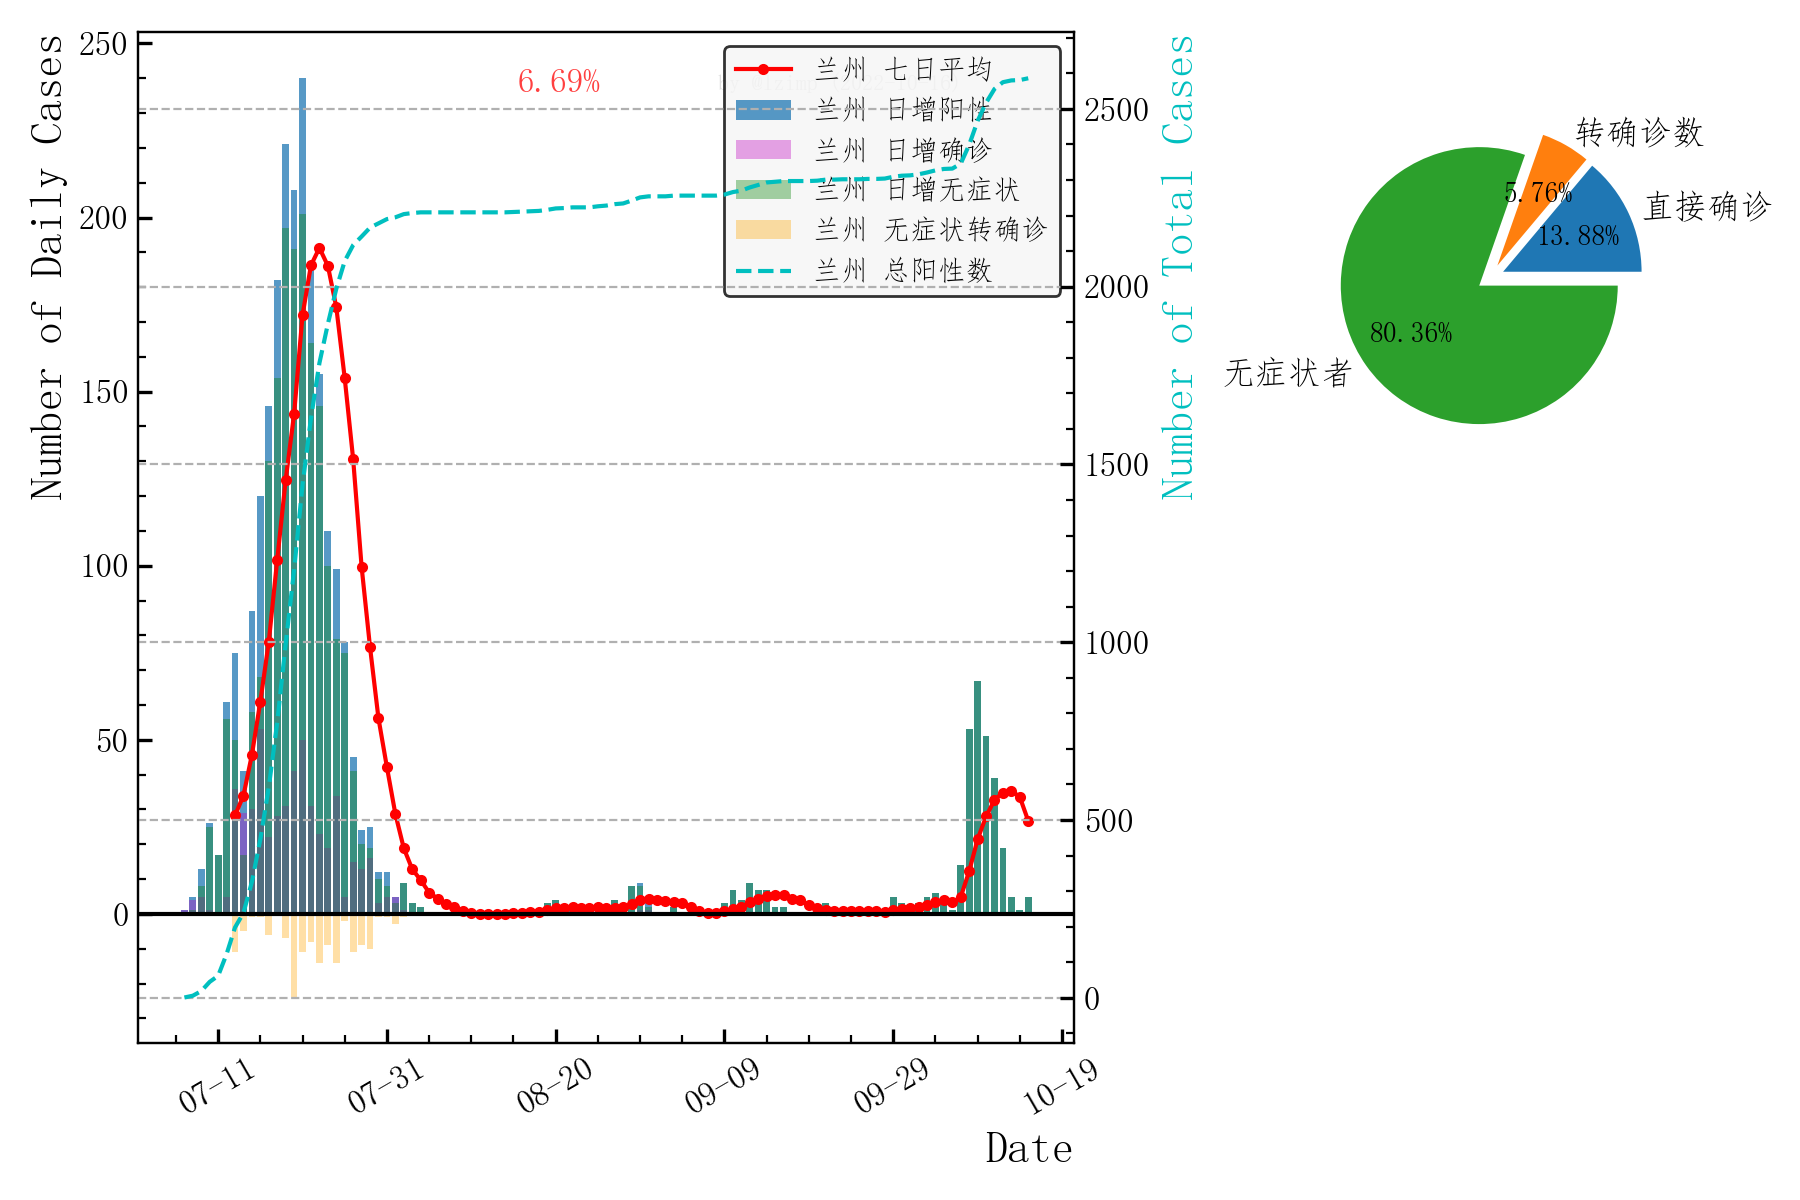 Number of Daily Cases
250
200
150
100
50
0
6.69%
兰州 七日平均
兰州 日增阳性
兰州 日增确诊
兰州 日增无症状
兰州 无症状转确诊
兰州 总阳性数
2500
2000
1500
1000
500
0
Number of Total Cases
07-11
07-31
08-20
09-09
09-29
10-19
Date
转确诊数
5.76%
直接确诊
13.88%
80.36%
无症状者